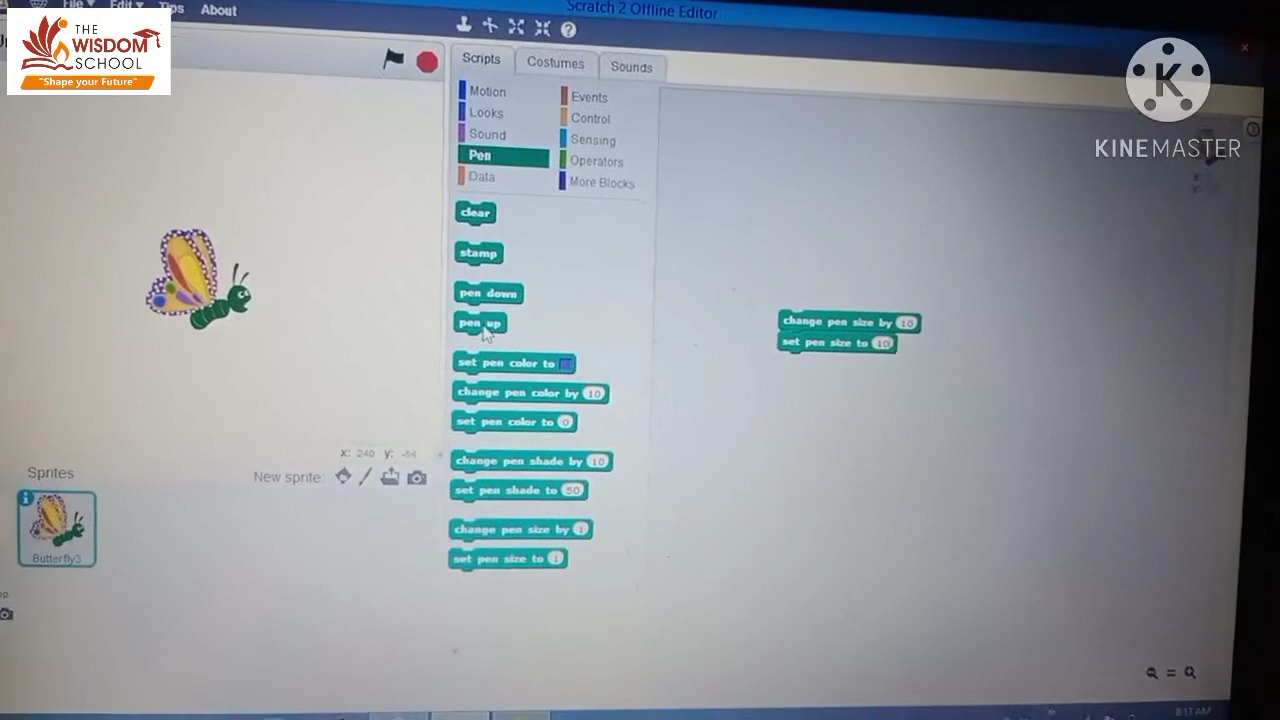 Scratch 2 Offline Editor
File Edit Tips About
THE
WISDOM
SCHOOL
"Shape your Future"
K
KINEMASTER
Scripts Costumes Sounds
Motion Events
Looks Control
Sound Sensing
Pen Operators
Data More Blocks
clear
stamp
pen down
pen up
set pen color to
change pen color by 10
set pen color to 0
change pen shade by 10
set pen shade to 50
change pen size by 1
set pen size to 1
change pen size by 10
set pen size to 10
x: 240 y: -54
Sprites New sprite:
Butterfly3
8:11 AM